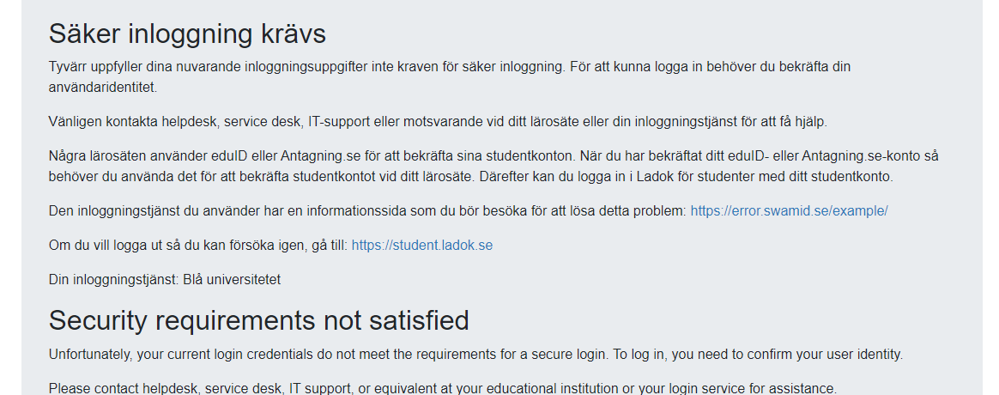 Säker inloggning krävs
Tyvärr uppfyller dina nuvarande inloggningsuppgifter inte kraven för säker inloggning. För att kunna logga in behöver du bekräfta din
användaridentitet.
Vänligen kontakta helpdesk, service desk, IT-support eller motsvarande vid ditt lärosäte eller din inloggningstjänst för att få hjälp.
Några lärosäten använder eduID eller Antagning.se för att bekräfta sina studentkonton. När du har bekräftat ditt eduID- eller Antagning.se-konto så
behöver du använda det för att bekräfta studentkontot vid ditt lärosäte. Därefter kan du logga in i Ladok för studenter med ditt studentkonto.
Den inloggningstjänst du använder har en informationssida som du bör besöka för att lösa detta problem: https://error.swamid.se/example/
Om du vill logga ut så du kan försöka igen, gå till: https://student.ladok.se
Din inloggningstjänst: Blå universitetet
Security requirements not satisfied
Unfortunately, your current login credentials do not meet the requirements for a secure login. To log in, you need to confirm your user identity.
Please contact helpdesk, service desk, IT support, or equivalent at your educational institution or your login service for assistance.